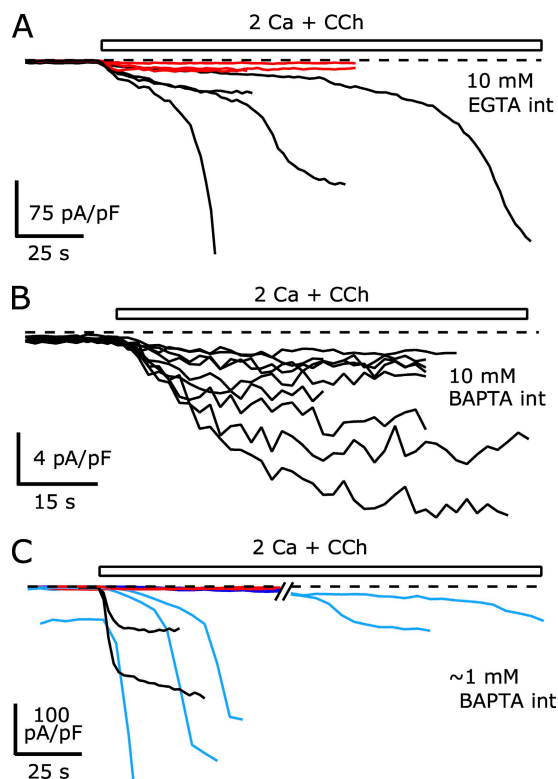 A
2 Ca + CCh
10 mM
EGTA int
75 pA/pF
25 s
B
2 Ca + CCh
10 mM
BAPTA int
4 pA/pF
15 s
C
2 Ca + CCh
~1 mM
BAPTA int
100
pA/pF
25 s